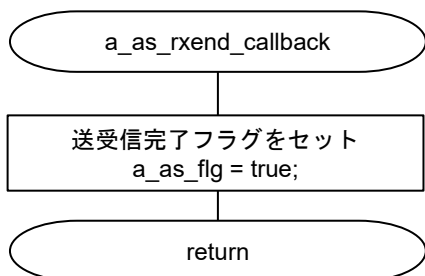 a_as_rxend_callback
送受信完了フラグをセット
a_as_flg = true;
return